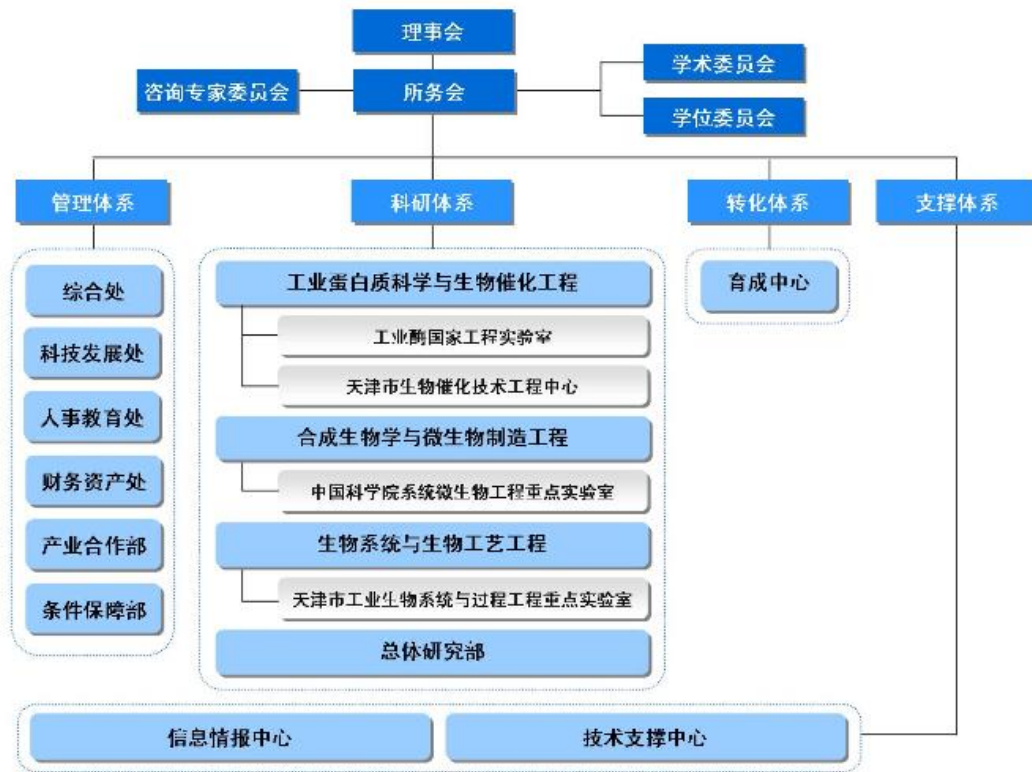 理事会
咨询专家委员会
所务会
学术委员会
学位委员会
管理体系
科研体系
转化体系
支撑体系
综合处
科技发展处
人事教育处
财务资产处
产业合作部
条件保障部
工业蛋白质科学与生物催化工程
工业酶国家工程实验室
天津市生物催化技术工程中心
合成生物学与微生物制造工程
中国科学院系统微生物工程重点实验室
生物系统与生物工艺工程
天津市工业生物系统与过程工程重点实验室
总体研究部
育成中心
信息情报中心
技术支撑中心